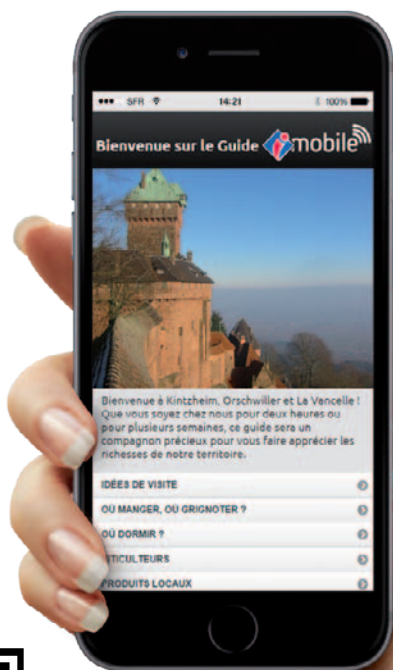 SFR 14:21 100%
Bienvenue sur le Guide mobile
Bienvenue à Kintzheim, Orschwiller et La Vancelle !
Que vous soyez chez nous pour deux heures ou
pour plusieurs semaines, ce guide sera un
compagnon précieux pour vous faire apprécier les
richesses de notre territoire.
IDÉES DE VISITE
OÙ MANGER, OÙ GRIGNOTER ?
OÙ DORMIR ?
ITICULTEURS
PRODUITS LOCAUX